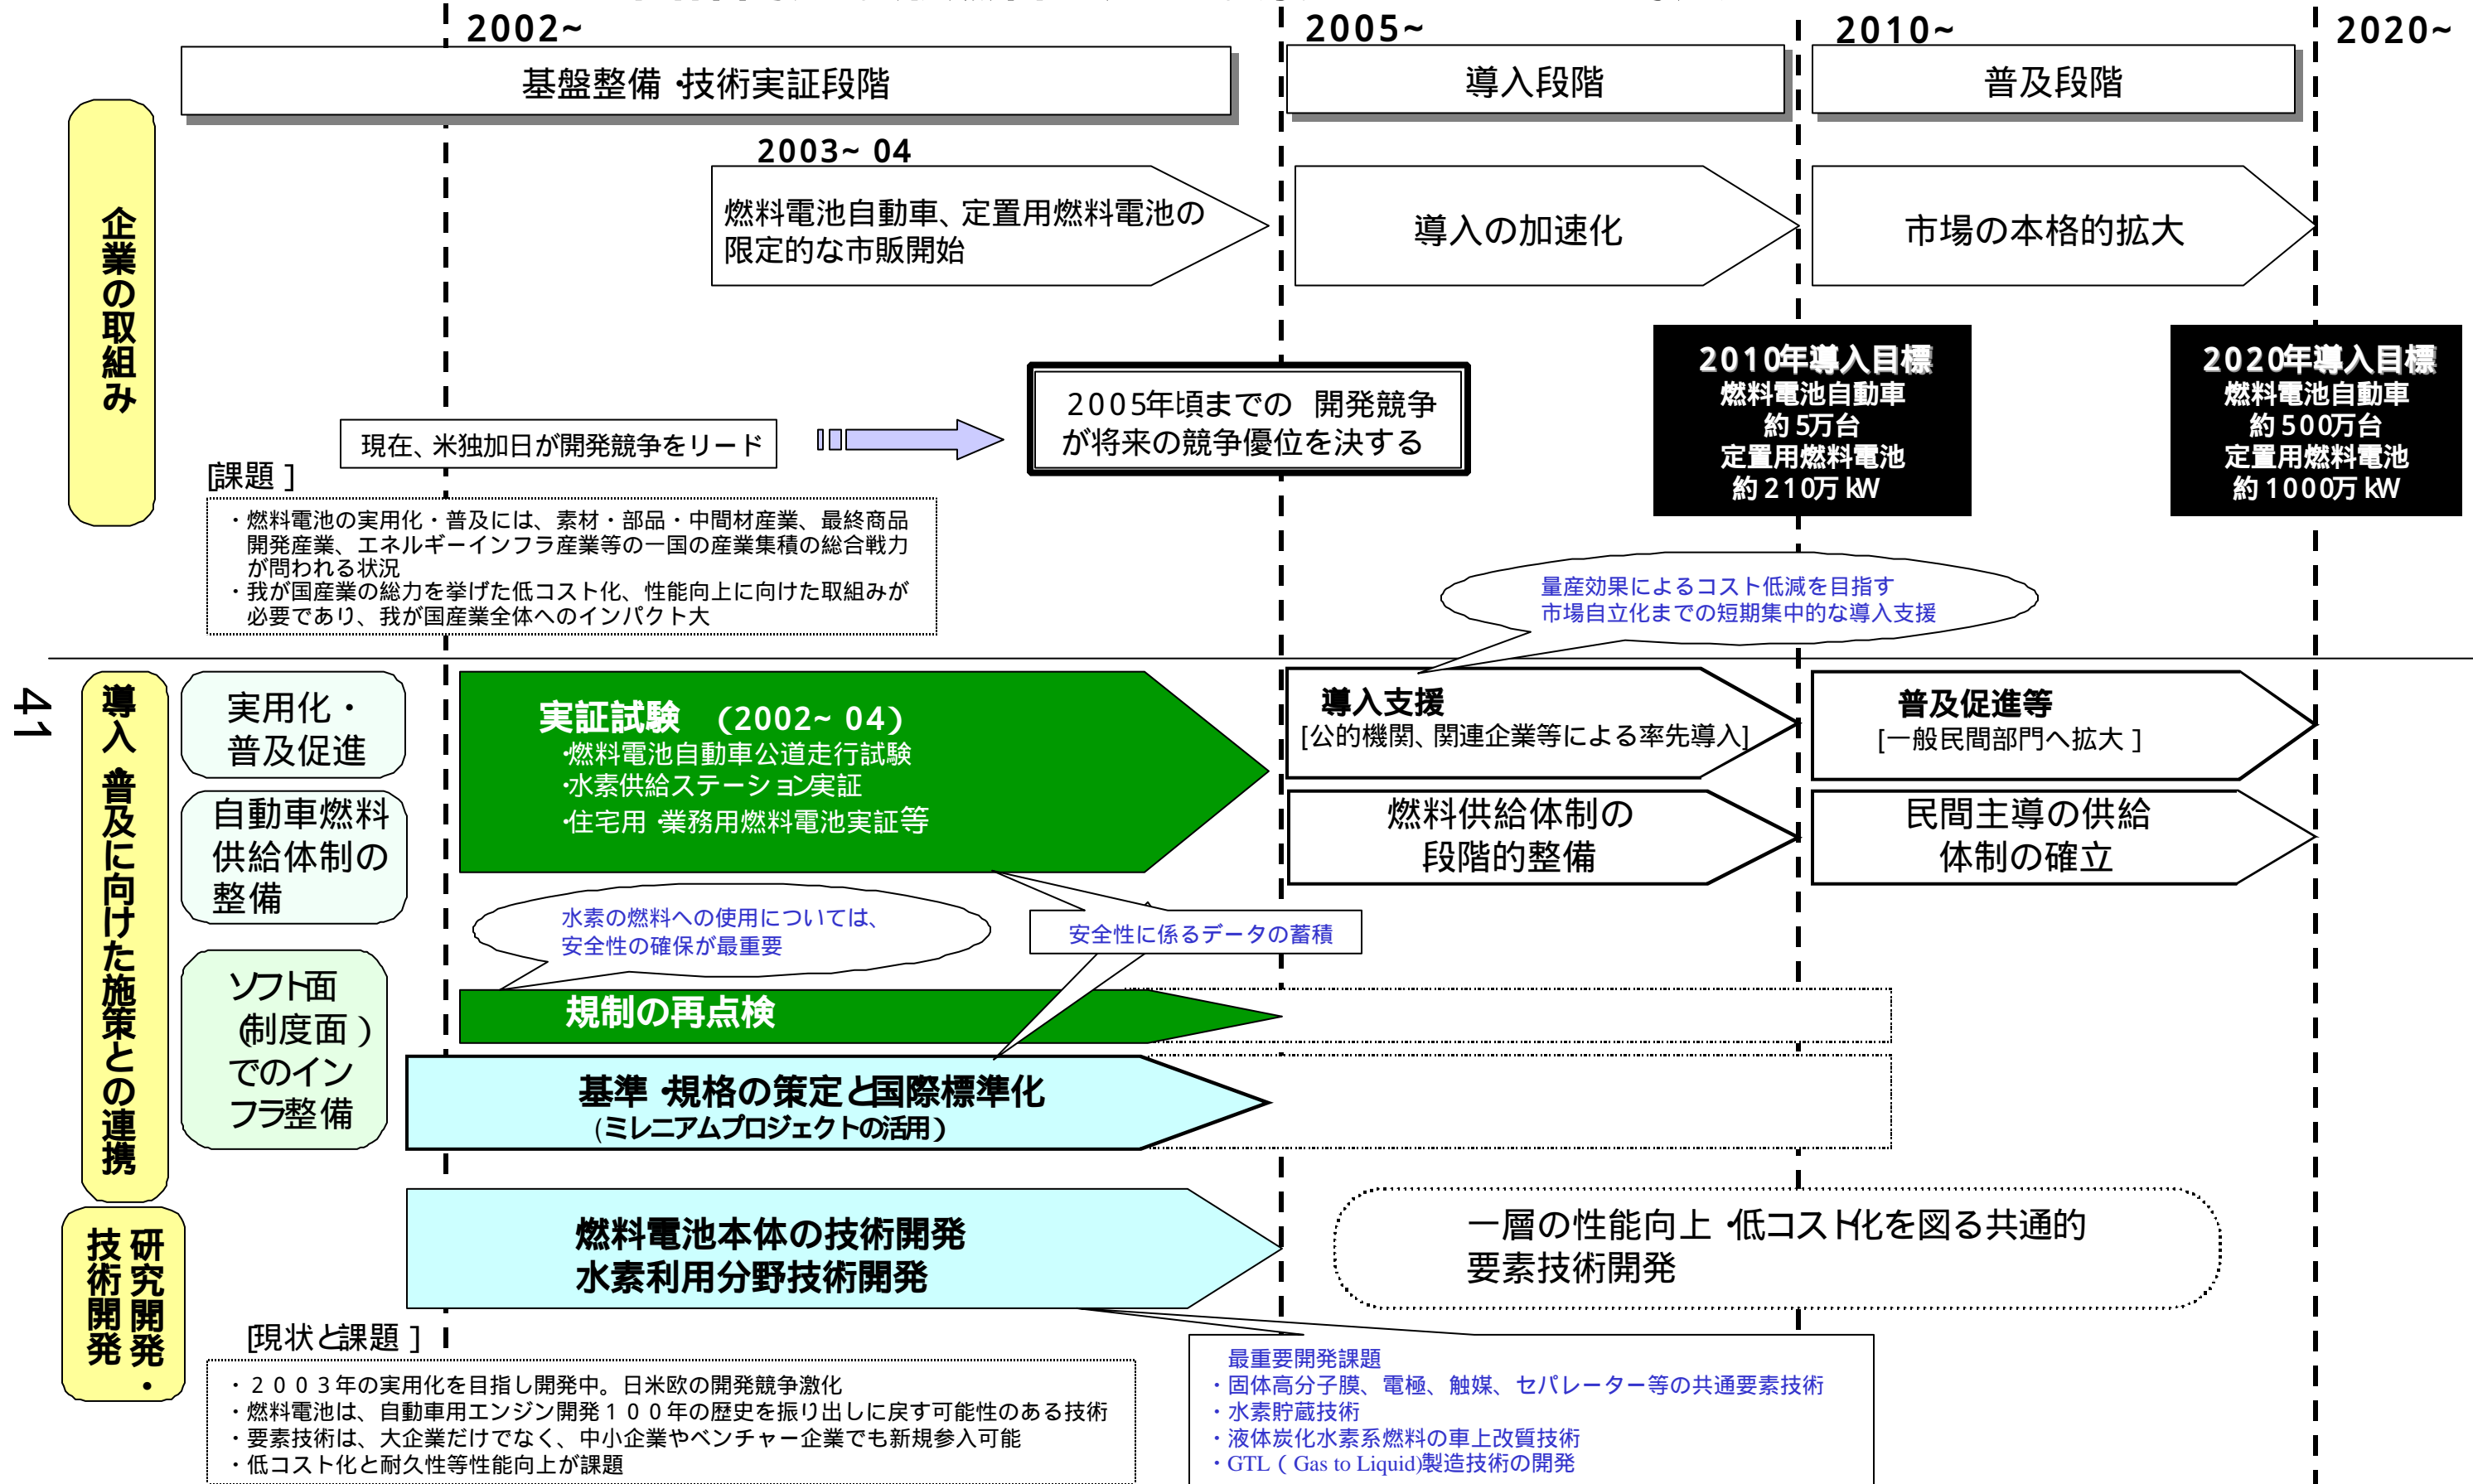 2002~
2005~
2010~
2020~
基盤整備・技術実証段階
導入段階
普及段階
企業の取組み
2003~04
燃料電池自動車、定置用燃料電池の
限定的な市販開始
導入の加速化
市場の本格的拡大
現在、米独加日が開発競争をリード
2005年頃までの 開発競争
が将来の競争優位を決する
2010年導入目標
燃料電池自動車
約5万台
定置用燃料電池
約210万kW
2020年導入目標
燃料電池自動車
約500万台
定置用燃料電池
約1000万kW
[課題]
・燃料電池の実用化・普及には、素材・部品・中間材産業、最終商品
開発産業、エネルギーインフラ産業等の一国の産業集積の総合戦力
が問われる状況
・我が国産業の総力を挙げた低コスト化、性能向上に向けた取組みが
必要であり、我が国産業全体へのインパクト大
量産効果によるコスト低減を目指す
市場自立化までの短期集中的な導入支援
41
導入・普及に向けた施策との連携
実用化・
普及促進
自動車燃料
供給体制の
整備
ソフト面
(制度面)
でのイン
フラ整備
実証試験 (2002~04)
・燃料電池自動車公道走行試験
・水素供給ステーション実証
・住宅用・業務用燃料電池実証等
導入支援
[公的機関、関連企業等による率先導入]
普及促進等
[一般民間部門へ拡大]
燃料供給体制の
段階的整備
民間主導の供給
体制の確立
水素の燃料への使用については、
安全性の確保が最重要
安全性に係るデータの蓄積
規制の再点検
基準・規格の策定と国際標準化
(ミレニアムプロジェクトの活用)
研究開発・
技術開発
燃料電池本体の技術開発
水素利用分野技術開発
一層の性能向上・低コスト化を図る共通的
要素技術開発
[現状と課題]
・2003年の実用化を目指し開発中。日米欧の開発競争激化
・燃料電池は、自動車用エンジン開発100年の歴史を振り出しに戻す可能性のある技術
・要素技術は、大企業だけでなく、中小企業やベンチャー企業でも新規参入可能
・低コスト化と耐久性等性能向上が課題
最重要開発課題
・固体高分子膜、電極、触媒、セパレーター等の共通要素技術
・水素貯蔵技術
・液体炭化水素系燃料の車上改質技術
・GTL(Gas to Liquid)製造技術の開発